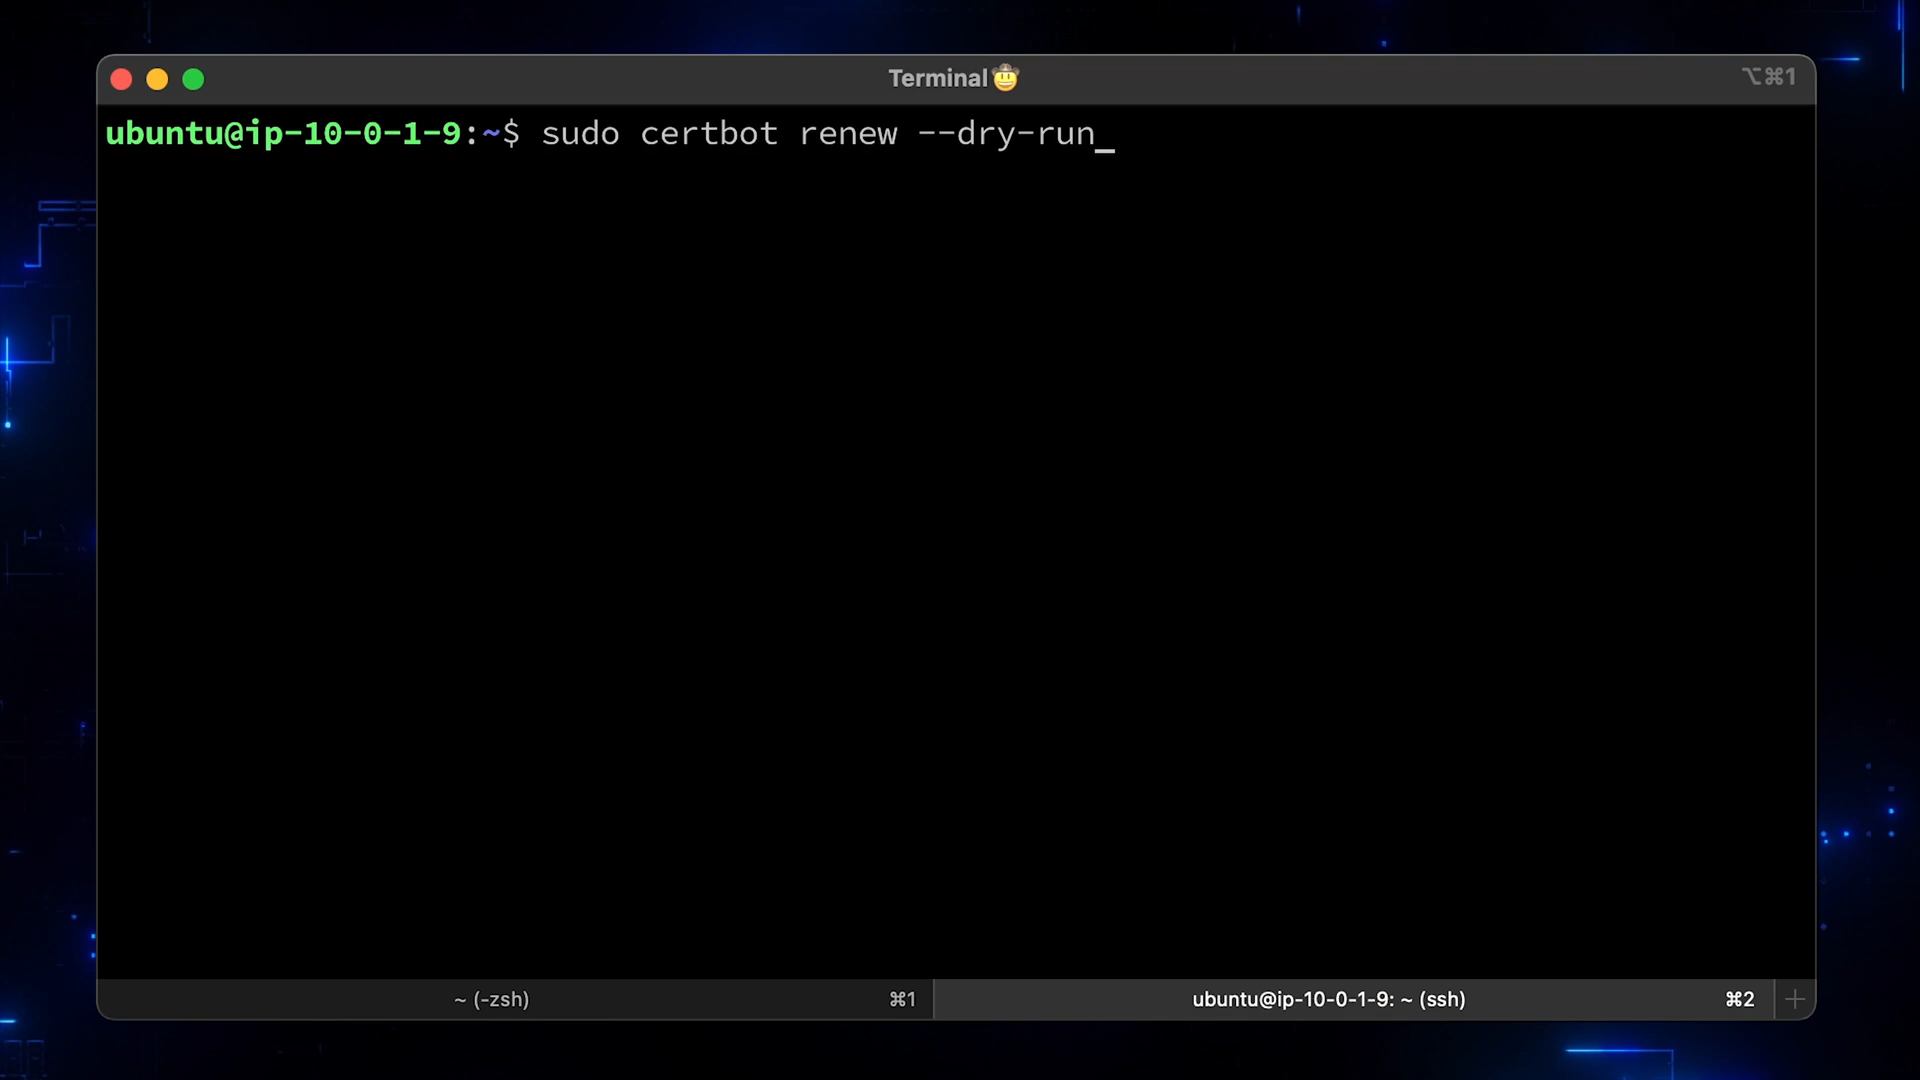 Terminal🤠
⌥⌘1
ubuntu@ip-10-0-1-9:~$ sudo certbot renew --dry-run_
~ (-zsh)
⌘1
ubuntu@ip-10-0-1-9: ~ (ssh)
⌘2
+